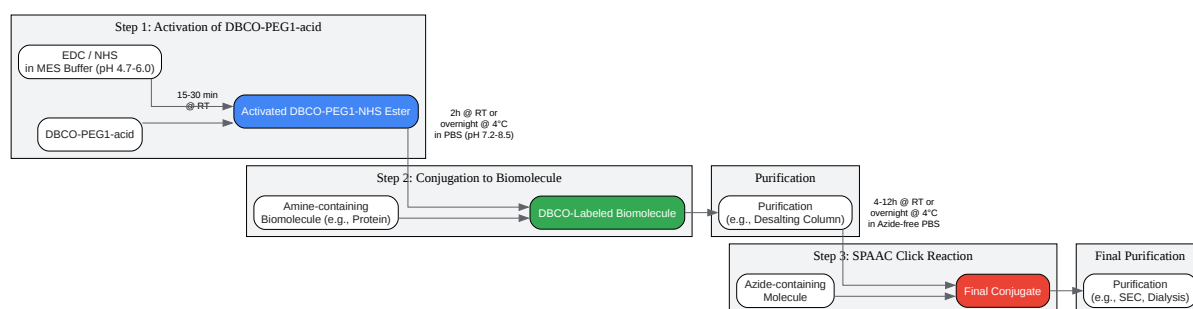 Step 1: Activation of DBCO-PEG1-acid
EDC / NHS
in MES Buffer (pH 4.7-6.0)
15-30 min
@ RT
Activated DBCO-PEG1-NHS Ester
DBCO-PEG1-acid
2h @ RT or
overnight @ 4°C
in PBS (pH 7.2-8.5)
Step 2: Conjugation to Biomolecule
Amine-containing
Biomolecule (e.g., Protein)
DBCO-Labeled Biomolecule
Purification
Purification
(e.g., Desalting Column)
4-12h @ RT or
overnight @ 4°C
in Azide-free PBS
Step 3: SPAAC Click Reaction
Azide-containing
Molecule
Final Conjugate
Final Purification
Purification
(e.g., SEC, Dialysis)